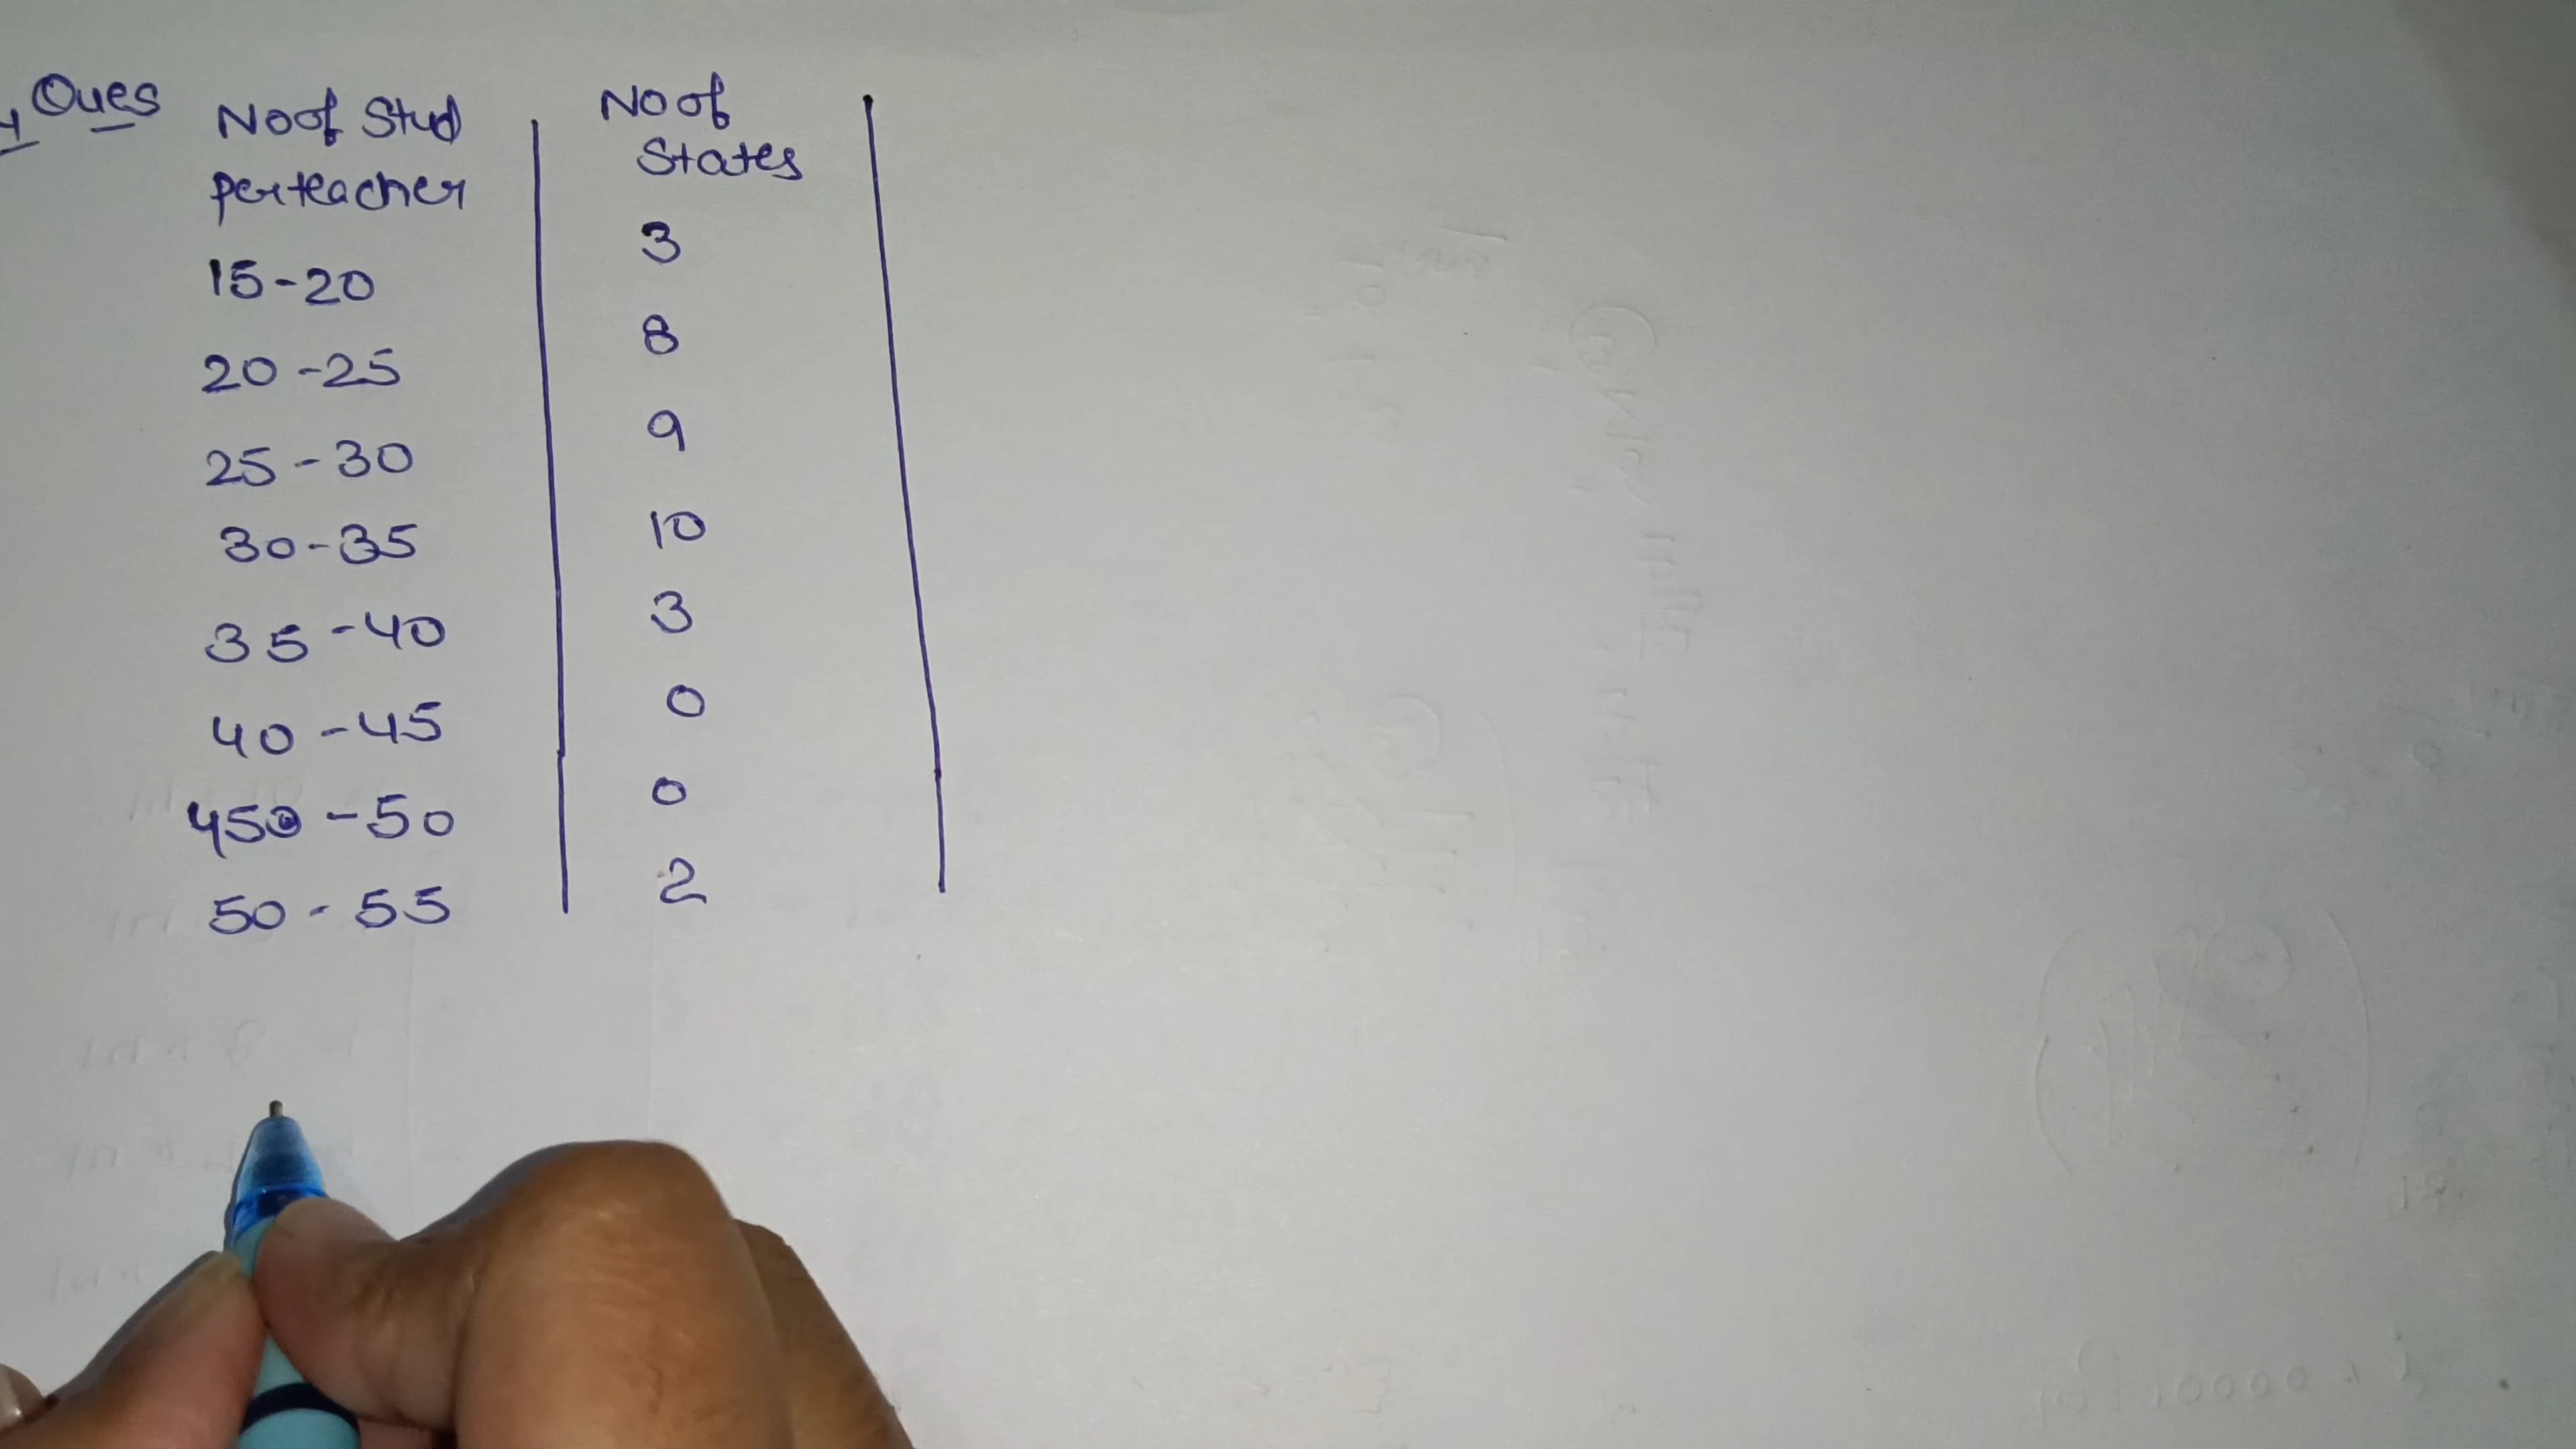 Ques
No of Stud No of
per teacher States
15-20 3
20-25 8
25-30 9
30-35 10
35-40 3
40-45 0
45-50 0
50-55 2